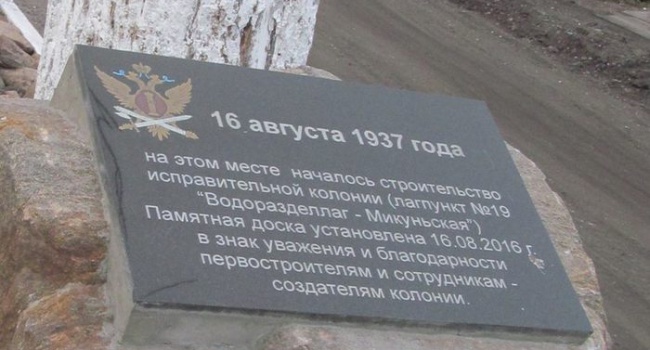 16 августа 1937 года
на этом месте началось строительство
исправительной колонии (лагпункт №19
“Водоразделлаг - Микуньская”)
Памятная доска установлена 16.08.2016 г.
в знак уважения и благодарности
первостроителям и сотрудникам -
создателям колонии.